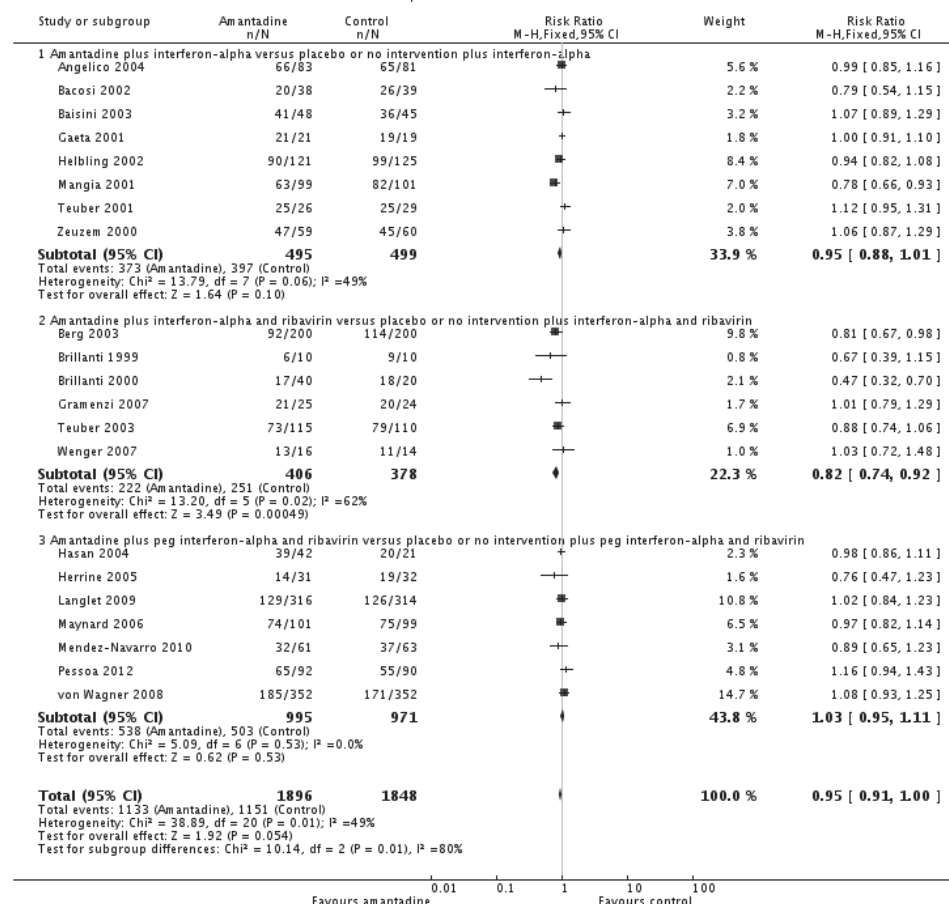 Study or subgroup Amantadine Control Risk Ratio Weight Risk Ratio
n/N n/N M-H,Fixed,95% CI M-H,Fixed,95% CI
1 Amantadine plus interferon-alpha versus placebo or no intervention plus interferon-alpha
Angelico 2004 66/83 65/81 5.6 % 0.99 [ 0.85, 1.16 ]
Bacosi 2002 20/38 26/39 2.2 % 0.79 [ 0.54, 1.15 ]
Baisini 2003 41/48 36/45 3.2 % 1.07 [ 0.89, 1.29 ]
Gaeta 2001 21/21 19/19 1.8 % 1.00 [ 0.91, 1.10 ]
Helbling 2002 90/121 99/125 8.4 % 0.94 [ 0.82, 1.08 ]
Mangia 2001 63/99 82/101 7.0 % 0.78 [ 0.66, 0.93 ]
Teuber 2001 25/26 25/29 2.0 % 1.12 [ 0.95, 1.31 ]
Zeuzem 2000 47/59 45/60 3.8 % 1.06 [ 0.87, 1.29 ]
Subtotal (95% CI) 495 499 33.9 % 0.95 [ 0.88, 1.01 ]
Total events: 373 (Amantadine), 397 (Control)
Heterogeneity: Chi² = 13.79, df = 7 (P = 0.06); I² =49%
Test for overall effect: Z = 1.64 (P = 0.10)
2 Amantadine plus interferon-alpha and ribavirin versus placebo or no intervention plus interferon-alpha and ribavirin
Berg 2003 92/200 114/200 9.8 % 0.81 [ 0.67, 0.98 ]
Brillanti 1999 6/10 9/10 0.8 % 0.67 [ 0.39, 1.15 ]
Brillanti 2000 17/40 18/20 2.1 % 0.47 [ 0.32, 0.70 ]
Gramenzi 2007 21/25 20/24 1.7 % 1.01 [ 0.79, 1.29 ]
Teuber 2003 73/115 79/110 6.9 % 0.88 [ 0.74, 1.06 ]
Wenger 2007 13/16 11/14 1.0 % 1.03 [ 0.72, 1.48 ]
Subtotal (95% CI) 406 378 22.3 % 0.82 [ 0.74, 0.92 ]
Total events: 222 (Amantadine), 251 (Control)
Heterogeneity: Chi² = 13.20, df = 5 (P = 0.02); I² =62%
Test for overall effect: Z = 3.49 (P = 0.00049)
3 Amantadine plus peg interferon-alpha and ribavirin versus placebo or no intervention plus peg interferon-alpha and ribavirin
Hasan 2004 39/42 20/21 2.3 % 0.98 [ 0.86, 1.11 ]
Herrine 2005 14/31 19/32 1.6 % 0.76 [ 0.47, 1.23 ]
Langlet 2009 129/316 126/314 10.8 % 1.02 [ 0.84, 1.23 ]
Maynard 2006 74/101 75/99 6.5 % 0.97 [ 0.82, 1.14 ]
Mendez-Navarro 2010 32/61 37/63 3.1 % 0.89 [ 0.65, 1.23 ]
Pessoa 2012 65/92 55/90 4.8 % 1.16 [ 0.94, 1.43 ]
von Wagner 2008 185/352 171/352 14.7 % 1.08 [ 0.93, 1.25 ]
Subtotal (95% CI) 995 971 43.8 % 1.03 [ 0.95, 1.11 ]
Total events: 538 (Amantadine), 503 (Control)
Heterogeneity: Chi² = 5.09, df = 6 (P = 0.53); I² =0.0%
Test for overall effect: Z = 0.62 (P = 0.53)
Total (95% CI) 1896 1848 100.0 % 0.95 [ 0.91, 1.00 ]
Total events: 1133 (Amantadine), 1151 (Control)
Heterogeneity: Chi² = 38.89, df = 20 (P = 0.01); I² =49%
Test for overall effect: Z = 1.92 (P = 0.054)
Test for subgroup differences: Chi² = 10.14, df = 2 (P = 0.01), I² =80%
0.01 0.1 1 10 100
Favours amantadine Favours control